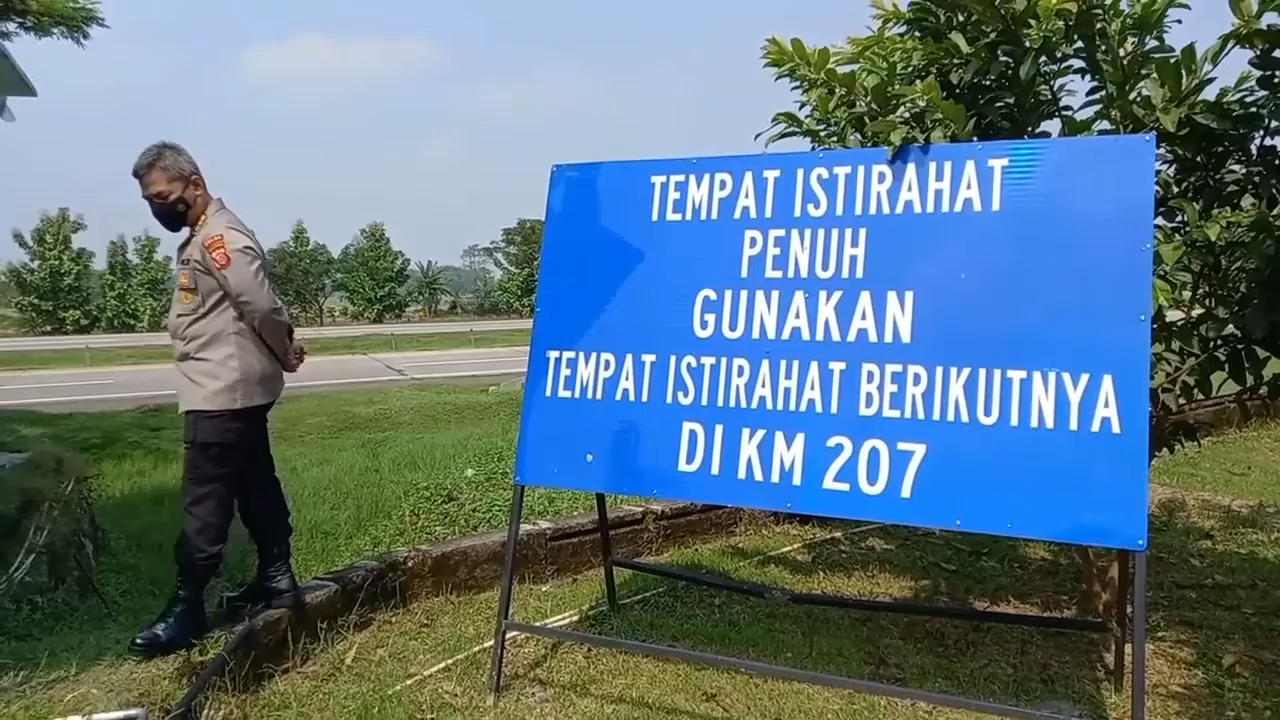 TEMPAT ISTIRAHAT
PENUH
GUNAKAN
TEMPAT ISTIRAHAT BERIKUTNYA
DI KM 207